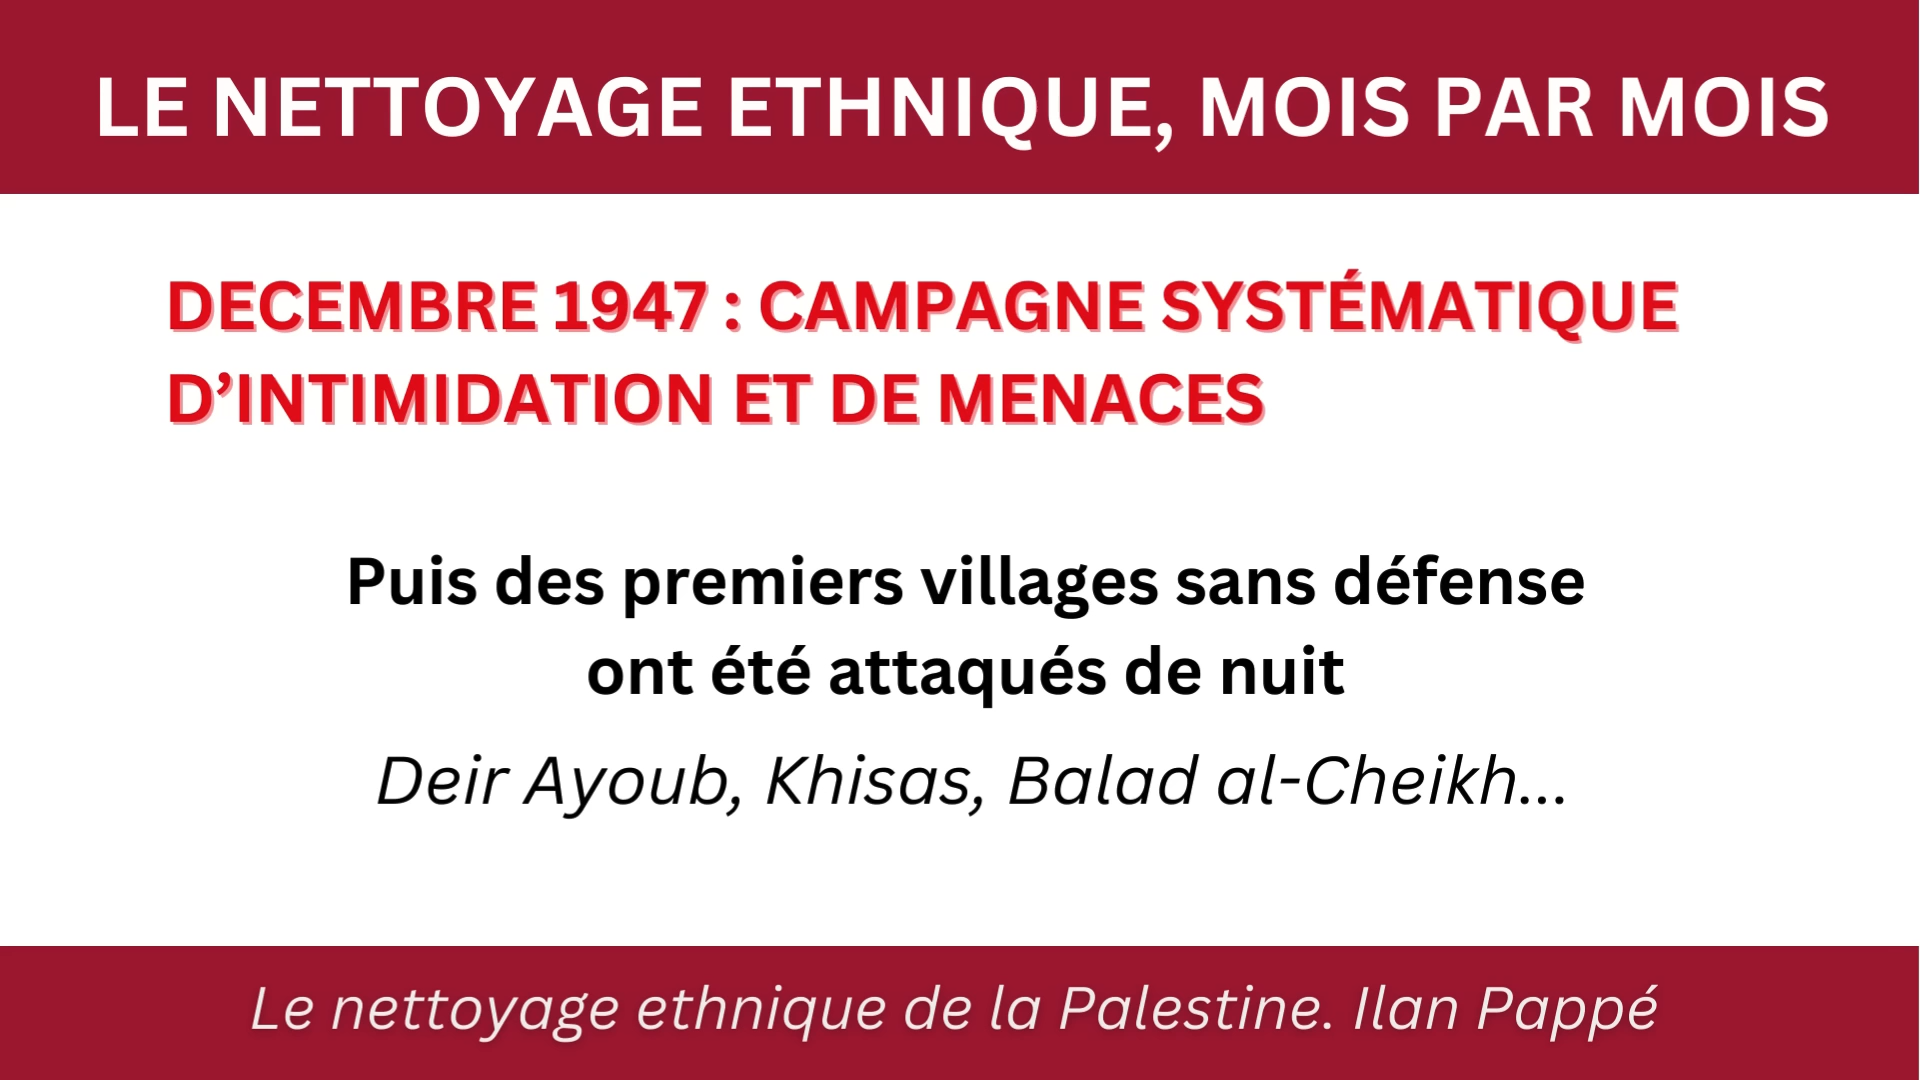 LE NETTOYAGE ETHNIQUE, MOIS PAR MOIS
DECEMBRE 1947 : CAMPAGNE SYSTÉMATIQUE
D’INTIMIDATION ET DE MENACES
Puis des premiers villages sans défense
ont été attaqués de nuit
Deir Ayoub, Khisas, Balad al-Cheikh...
Le nettoyage ethnique de la Palestine. Ilan Pappé